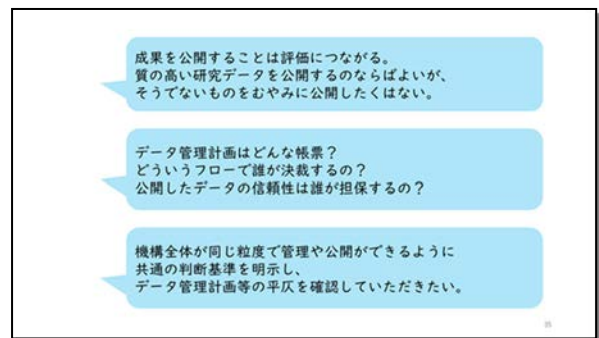 成果を公開することは評価につながる。
質の高い研究データを公開するのならばよいが、
そうでないものをむやみに公開したくはない。
データ管理計画はどんな帳票？
どういうフローで誰が決裁するの？
公開したデータの信頼性は誰が担保するの？
機構全体が同じ粒度で管理や公開ができるように
共通の判断基準を明示し、
データ管理計画等の平仄を確認していただきたい。